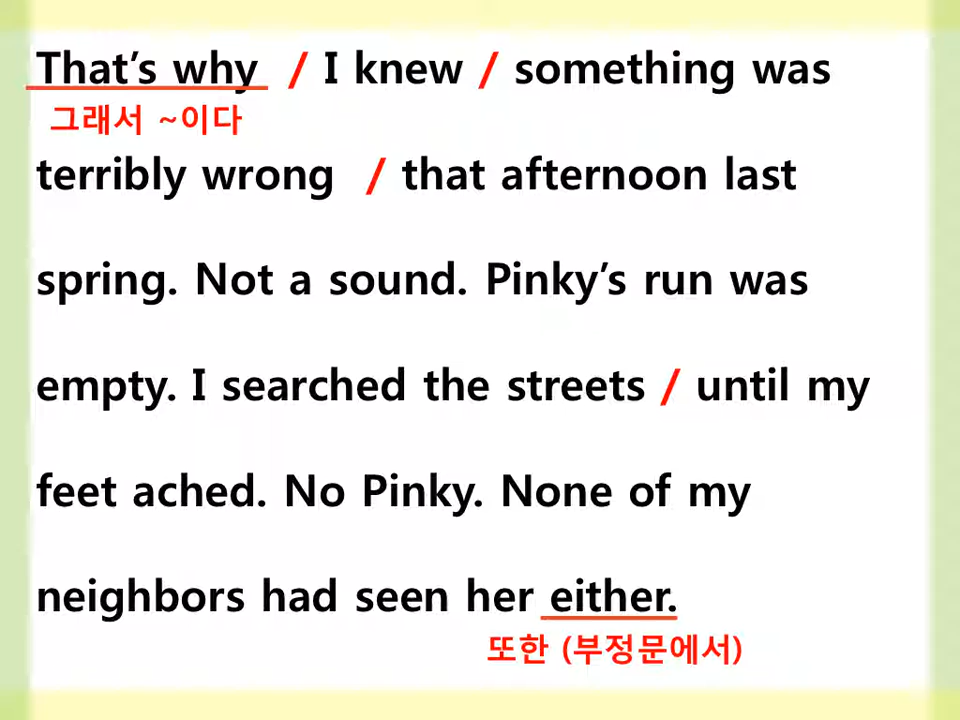 That's why / I knew / something was
그래서 ~이다
terribly wrong / that afternoon last
spring. Not a sound. Pinky's run was
empty. I searched the streets / until my
feet ached. No Pinky. None of my
neighbors had seen her either.
또한 (부정문에서)